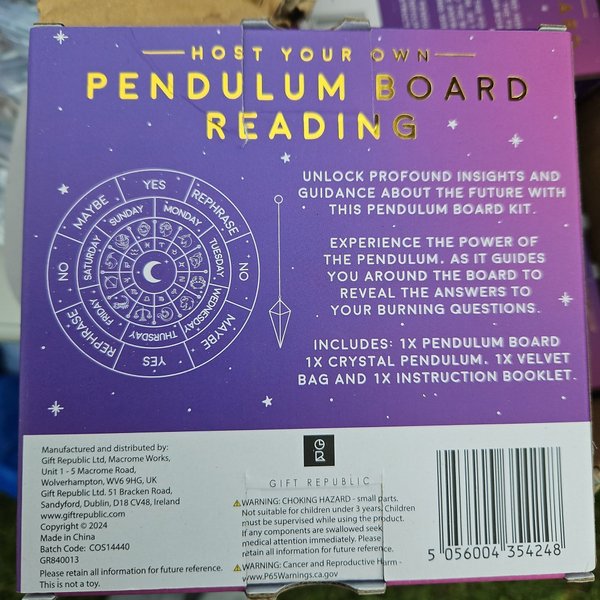 HOST YOUR OWN
PENDULUM BOARD
READING
UNLOCK PROFOUND INSIGHTS AND
GUIDANCE ABOUT THE FUTURE WITH
THIS PENDULUM BOARD KIT.
EXPERIENCE THE POWER OF
THE PENDULUM. AS IT GUIDES
YOU AROUND THE BOARD TO
REVEAL THE ANSWERS TO
YOUR BURNING QUESTIONS.
INCLUDES: 1X PENDULUM BOARD
1X CRYSTAL PENDULUM. 1X VELVET
BAG AND 1X INSTRUCTION BOOKLET.
YES
REPHRASE
NO
MAYBE
YES
REPHRASE
NO
MAYBE
SUNDAY
MONDAY
TUESDAY
WEDNESDAY
THURSDAY
FRIDAY
SATURDAY
Manufactured and distributed by:
Gift Republic Ltd, Macrome Works,
Unit 1 - 5 Macrome Road,
Wolverhampton, WV6 9HG, UK
Gift Republic Ltd. 51 Bracken Road,
Sandyford, Dublin, D18 CV48, Ireland
www.giftrepublic.com
Copyright © 2024
Made in China
Batch Code: COS14440
GR840013
Please retain all information for future reference.
This is not a toy.
GR
GIFT REPUBLIC
WARNING: CHOKING HAZARD - small parts.
Not suitable for children under 3 years. Children
must be supervised while using the product.
If any components are swallowed seek
medical attention immediately. Please
retain all information for future reference.
WARNING: Cancer and Reproductive Harm -
www.P65Warnings.ca.gov
5 056004 354248